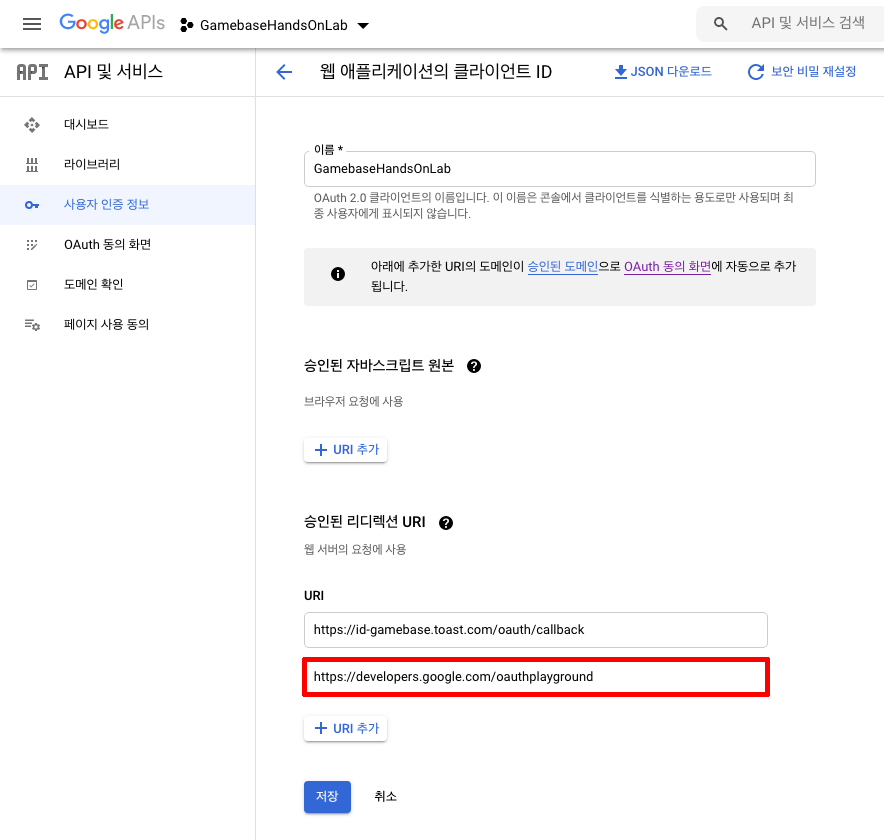 Google APIs
GamebaseHandsOnLab
API 및 서비스 검색
API API 및 서비스
대시보드
라이브러리
사용자 인증 정보
OAuth 동의 화면
도메인 확인
페이지 사용 동의
웹 애플리케이션의 클라이언트 ID
JSON 다운로드
보안 비밀 재설정
이름 *
GamebaseHandsOnLab
OAuth 2.0 클라이언트의 이름입니다. 이 이름은 콘솔에서 클라이언트를 식별하는 용도로만 사용되며 최
종 사용자에게 표시되지 않습니다.
아래에 추가한 URI의 도메인이 승인된 도메인으로 OAuth 동의 화면에 자동으로 추가
됩니다.
승인된 자바스크립트 원본
브라우저 요청에 사용
+ URI 추가
승인된 리디렉션 URI
웹 서버의 요청에 사용
URI
https://id-gamebase.toast.com/oauth/callback
https://developers.google.com/oauthplayground
+ URI 추가
저장
취소